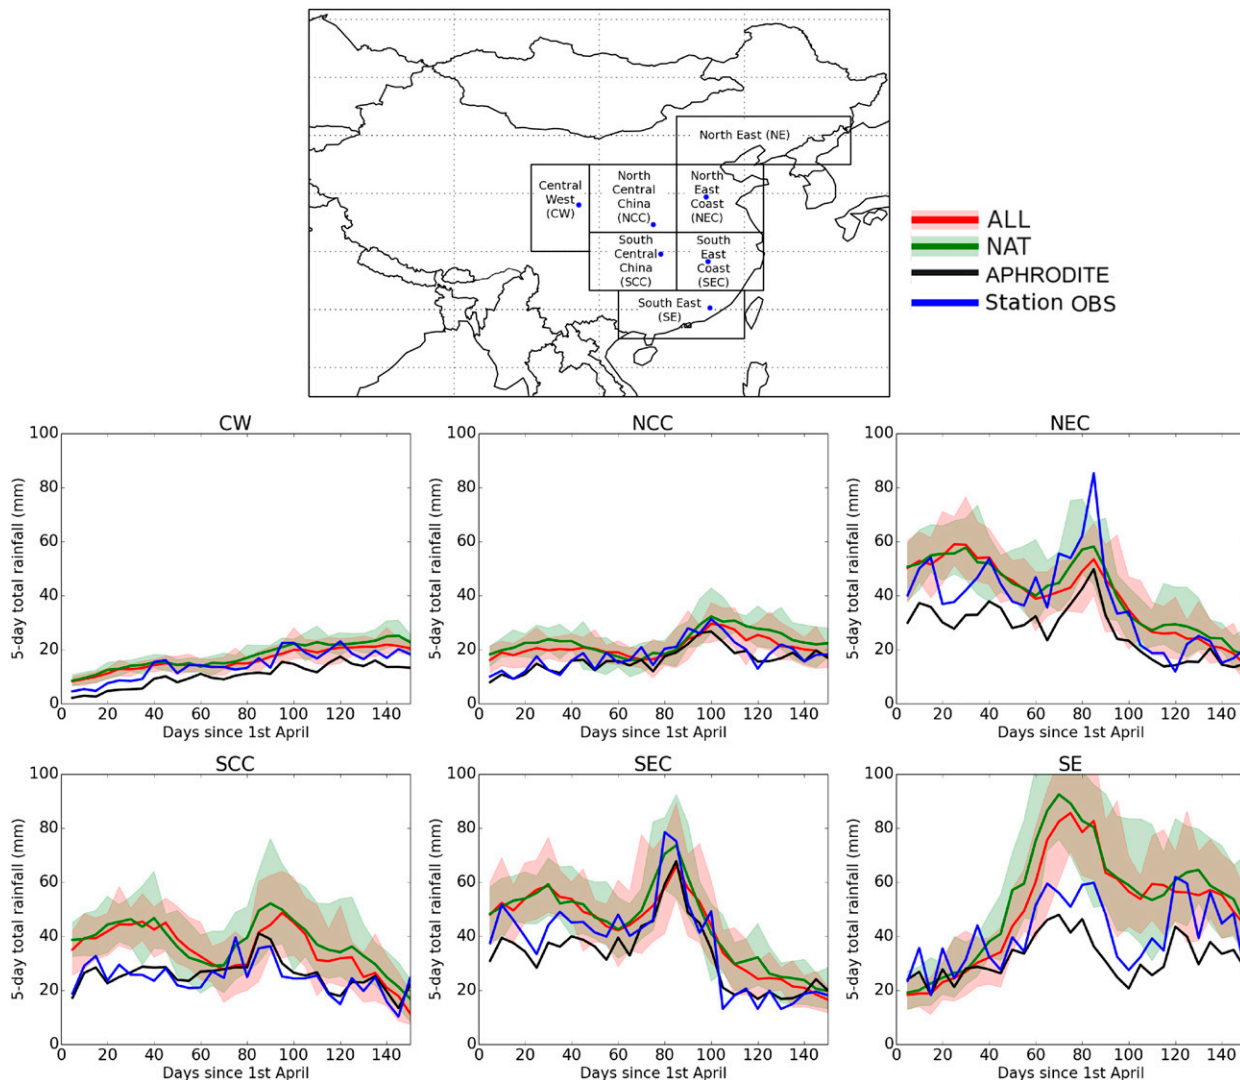 North East (NE)
Central
West
(CW)
North
Central
China
(NCC)
North
East
Coast
(NEC)
South
Central
China
(SCC)
South
East
Coast
(SEC)
South East
(SE)
ALL
NAT
APHRODITE
Station OBS
CW
5-day total rainfall (mm)
100
80
60
40
20
0
0 20 40 60 80 100 120 140
Days since 1st April
NCC
5-day total rainfall (mm)
100
80
60
40
20
0
0 20 40 60 80 100 120 140
Days since 1st April
NEC
5-day total rainfall (mm)
100
80
60
40
20
0
0 20 40 60 80 100 120 140
Days since 1st April
SCC
5-day total rainfall (mm)
100
80
60
40
20
0
0 20 40 60 80 100 120 140
Days since 1st April
SEC
5-day total rainfall (mm)
100
80
60
40
20
0
0 20 40 60 80 100 120 140
Days since 1st April
SE
5-day total rainfall (mm)
100
80
60
40
20
0
0 20 40 60 80 100 120 140
Days since 1st April